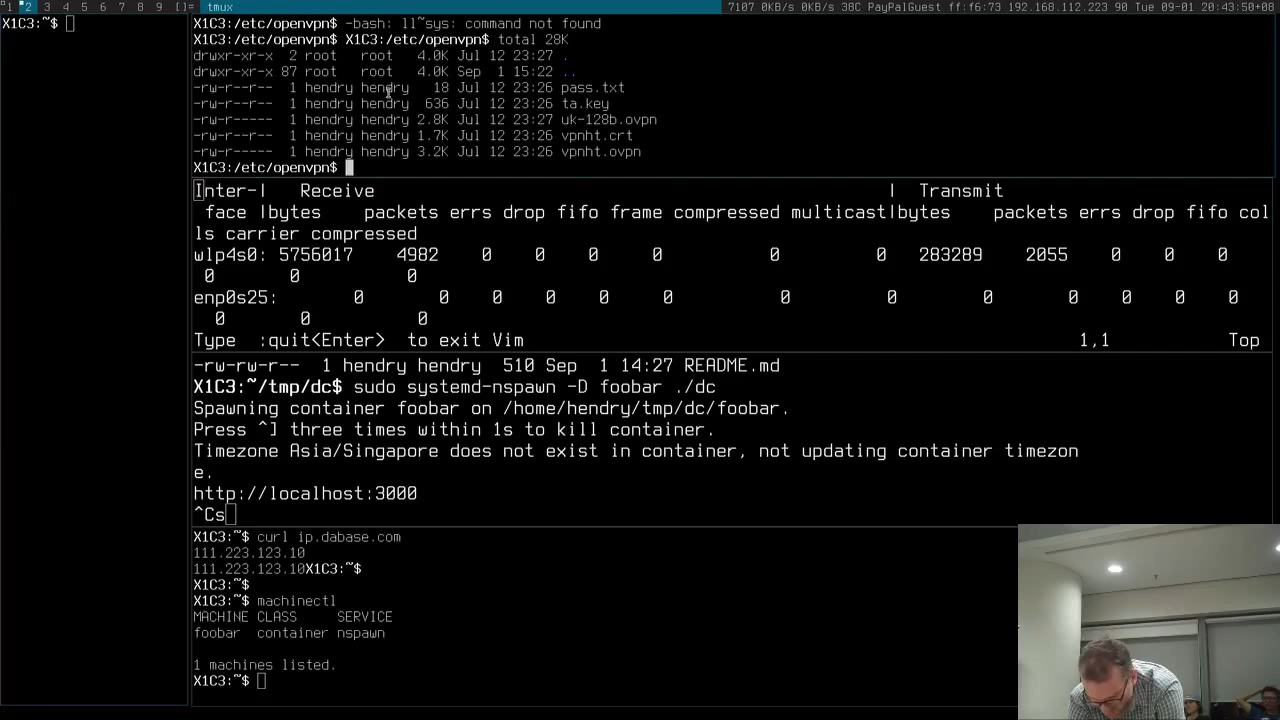 1 2 3 4 5 6 7 8 9 []= tmux 7107 KB/s 0 KB/s 38C PayPalGuest ff:f6:73 192.168.112.223 90 Tue 09-01 20:43:50+08
X1C3:~$
X1C3:/etc/openvpn$ -bash: ll~sys: command not found
X1C3:/etc/openvpn$ X1C3:/etc/openvpn$ total 28K
drwxr-xr-x 2 root root 4.0K Jul 12 23:27 .
drwxr-xr-x 87 root root 4.0K Sep 1 15:22 ..
-rw-r--r-- 1 hendry hendry 18 Jul 12 23:26 pass.txt
-rw-r--r-- 1 hendry hendry 636 Jul 12 23:26 ta.key
-rw-r----- 1 hendry hendry 2.8K Jul 12 23:27 uk-128b.ovpn
-rw-r--r-- 1 hendry hendry 1.7K Jul 12 23:26 vpnht.crt
-rw-r----- 1 hendry hendry 3.2K Jul 12 23:26 vpnht.ovpn
X1C3:/etc/openvpn$
Inter-| Receive | Transmit
face |bytes packets errs drop fifo frame compressed multicast|bytes packets errs drop fifo col
ls carrier compressed
wlp4s0: 5756017 4982 0 0 0 0 0 0 283289 2055 0 0 0
0 0 0
enp0s25: 0 0 0 0 0 0 0 0 0 0 0 0 0
0 0 0
Type :quit<Enter> to exit Vim 1,1 Top
-rw-rw-r-- 1 hendry hendry 510 Sep 1 14:27 README.md
X1C3:~/tmp/dc$ sudo systemd-nspawn -D foobar ./dc
Spawning container foobar on /home/hendry/tmp/dc/foobar.
Press ^] three times within 1s to kill container.
Timezone Asia/Singapore does not exist in container, not updating container timezon
e.
http://localhost:3000
^Cs
X1C3:~$ curl ip.dabase.com
111.223.123.10
111.223.123.10X1C3:~$
X1C3:~$
X1C3:~$ machinectl
MACHINE CLASS SERVICE
foobar container nspawn
1 machines listed.
X1C3:~$